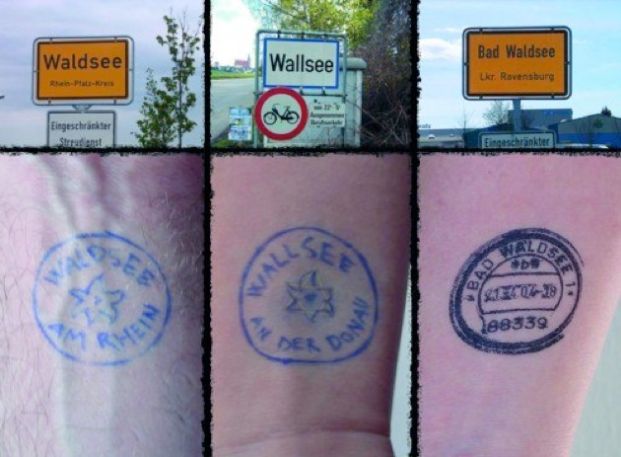 Waldsee
Rhein-Pfalz-Kreis
Eingeschränkter
Streudienst
Wallsee
Bad Waldsee
Lkr. Ravensburg
Eingeschränkter
WALDSEE
AM RHEIN
WALLSEE
AN DER DONAU
BAD WALDSEE 1
88339